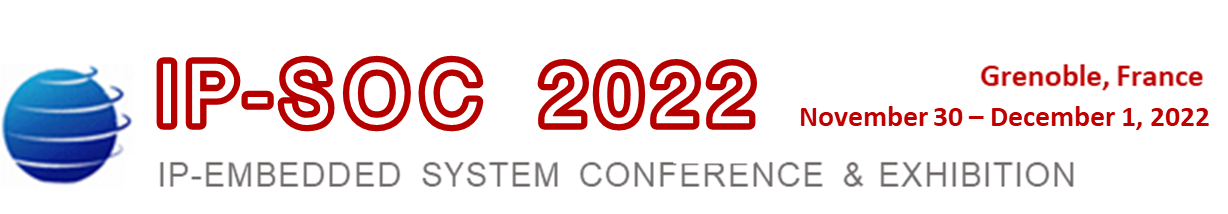 IP-SOC 2022
Grenoble, France
November 30 – December 1, 2022
IP-EMBEDDED SYSTEM CONFERENCE & EXHIBITION